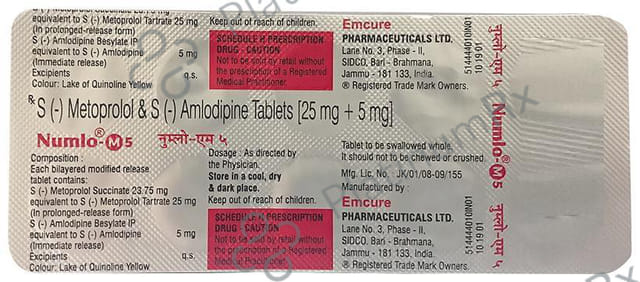 S (-) Metoprolol Succinate 23.75 mg
equivalent to S (-) Metoprolol Tartrate 25 mg
(In prolonged-release form)
S (-) Amlodipine Besylate IP
equivalent to S (-) Amlodipine 5 mg
(Immediate release)
Excipients q.s.
Colour: Lake of Quinoline Yellow
Keep out of reach of children.
SCHEDULE H PRESCRIPTION
DRUG - CAUTION
Not to be sold by retail without
the prescription of a Registered
Medical Practitioner.
Emcure
PHARMACEUTICALS LTD.
Lane No. 3, Phase - II,
SIDCO, Bari - Brahmana,
Jammu - 181 133, India.
® Registered Trade Mark Owners.
℞ S (-) Metoprolol & S (-) Amlodipine Tablets [25 mg + 5 mg]
Numlo-®M5 नुम्लो-एम ५
Composition :
Each bilayered modified release
tablet contains:
S (-) Metoprolol Succinate 23.75 mg
equivalent to S (-) Metoprolol Tartrate 25 mg
(In prolonged-release form)
S (-) Amlodipine Besylate IP
equivalent to S (-) Amlodipine 5 mg
(Immediate release)
Excipients q.s.
Colour: Lake of Quinoline Yellow
Dosage : As directed by
the Physician.
Store in a cool, dry
& dark place.
Keep out of reach of children.
SCHEDULE H PRESCRIPTION
DRUG - CAUTION
Not to be sold by retail without
the prescription of a Registered
Medical Practitioner.
Tablet to be swallowed whole.
It should not to be chewed or crushed.
Mfg. Lic. No. JK/01/08-09/155
Manufactured by :
Emcure
PHARMACEUTICALS LTD.
Lane No. 3, Phase - II,
SIDCO, Bari - Brahmana,
Jammu - 181 133, India.
® Registered Trade Mark Owners.
10.19 01
नुम्लो-एम ५
Numlo-®M5
नुम्लो-एम ५
10.19 01